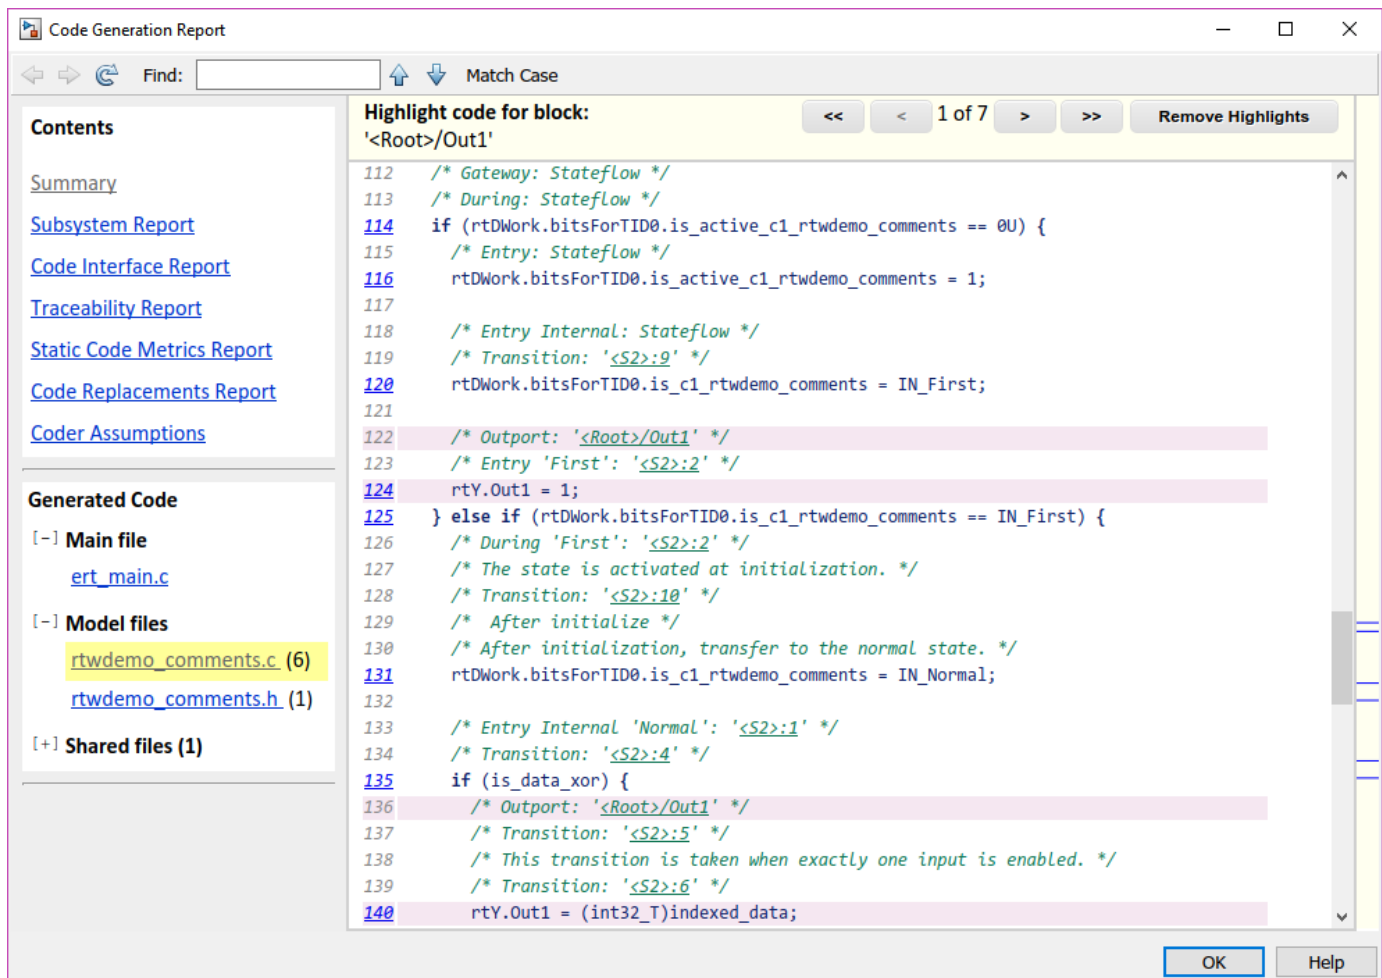 Code Generation Report
Find: Match Case
Contents
Summary
Subsystem Report
Code Interface Report
Traceability Report
Static Code Metrics Report
Code Replacements Report
Coder Assumptions
Generated Code
[-] Main file
ert_main.c
[-] Model files
rtwdemo_comments.c (6)
rtwdemo_comments.h (1)
[+] Shared files (1)
Highlight code for block:
'<Root>/Out1'
<< < 1 of 7 > >> Remove Highlights
112 /* Gateway: Stateflow */
113 /* During: Stateflow */
114 if (rtDWork.bitsForTID0.is_active_c1_rtwdemo_comments == 0U) {
115 /* Entry: Stateflow */
116 rtDWork.bitsForTID0.is_active_c1_rtwdemo_comments = 1;
117
118 /* Entry Internal: Stateflow */
119 /* Transition: '<S2>:9' */
120 rtDWork.bitsForTID0.is_c1_rtwdemo_comments = IN_First;
121
122 /* Outport: '<Root>/Out1' */
123 /* Entry 'First': '<S2>:2' */
124 rtY.Out1 = 1;
125 } else if (rtDWork.bitsForTID0.is_c1_rtwdemo_comments == IN_First) {
126 /* During 'First': '<S2>:2' */
127 /* The state is activated at initialization. */
128 /* Transition: '<S2>:10' */
129 /*  After initialize */
130 /* After initialization, transfer to the normal state. */
131 rtDWork.bitsForTID0.is_c1_rtwdemo_comments = IN_Normal;
132
133 /* Entry Internal 'Normal': '<S2>:1' */
134 /* Transition: '<S2>:4' */
135 if (is_data_xor) {
136 /* Outport: '<Root>/Out1' */
137 /* Transition: '<S2>:5' */
138 /* This transition is taken when exactly one input is enabled. */
139 /* Transition: '<S2>:6' */
140 rtY.Out1 = (int32_T)indexed_data;
OK Help